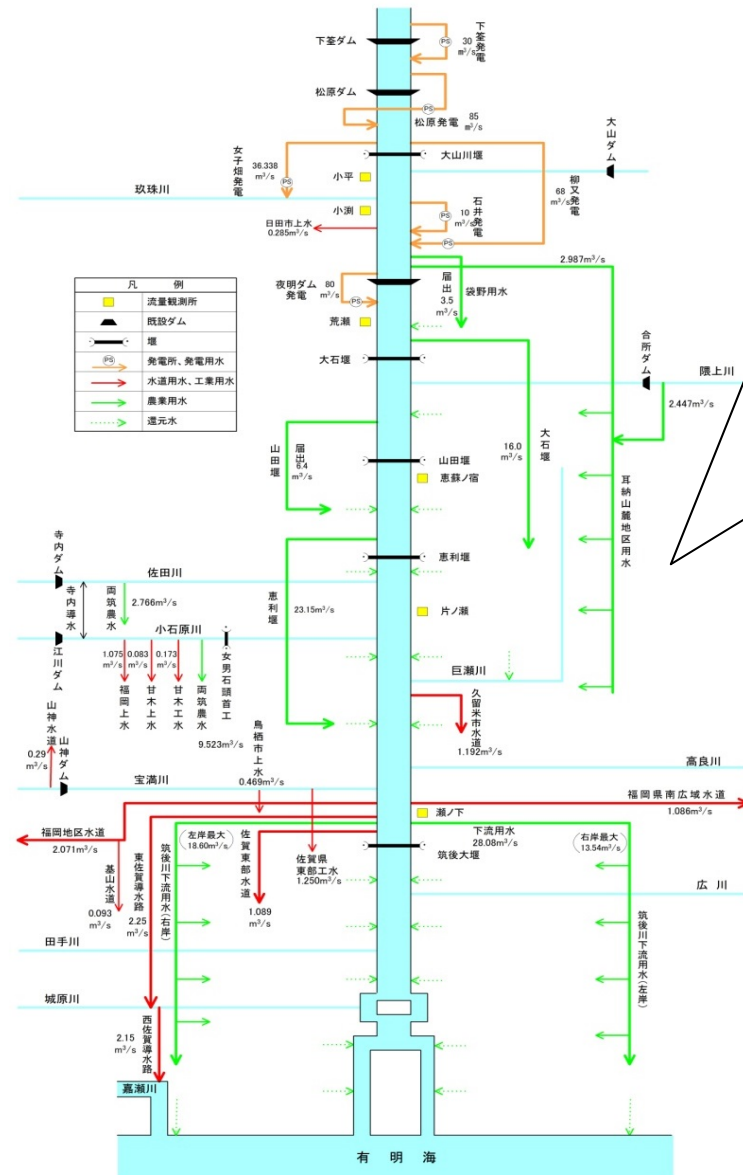 下筌ダム
下筌発電
PS
30
m³/s
松原ダム
PS
松原発電
85
m³/s
大山ダム
女子畑発電
36.338
m³/s
PS
大山川堰
小平
柳又発電
68
m³/s
玖珠川
小渕
石井発電
PS
10
m³/s
日田市上水
0.285m³/s
PS
2.987m³/s
凡 例
流量観測所
既設ダム
堰
PS
発電所、発電用水
水道用水、工業用水
農業用水
還元水
夜明ダム
発電
80
m³/s
PS
届出
3.5
m³/s
袋野用水
荒瀬
大石堰
合所ダム
隈上川
2.447m³/s
山田堰
届出
6.4
m³/s
16.0
m³/s
大石堰
山田堰
恵蘇ノ宿
耳納山麓地区用水
寺内ダム
恵利堰
佐田川
寺内導水
両筑農水
2.766m³/s
恵利堰
23.15m³/s
片ノ瀬
小石原川
江川ダム
女男石頭首工
1.075
m³/s
0.083
m³/s
0.173
m³/s
福岡上水
甘木上水
甘木工水
両筑農水
9.523m³/s
巨瀬川
久留米市水道
1.192m³/s
山神水道
0.29
m³/s
山神ダム
鳥栖市上水
0.469m³/s
宝満川
高良川
福岡県南広域水道
1.086m³/s
瀬ノ下
福岡地区水道
2.071m³/s
左岸最大
18.60m³/s
下流用水
28.08m³/s
筑後大堰
右岸最大
13.54m³/s
基山水道
0.093
m³/s
東佐賀導水路
2.25
m³/s
筑後川下流用水(右岸)
佐賀東部水道
1.089
m³/s
佐賀県
東部工水
1.250m³/s
広川
筑後川下流用水(左岸)
田手川
城原川
2.15
m³/s
西佐賀導水路
嘉瀬川
有明海